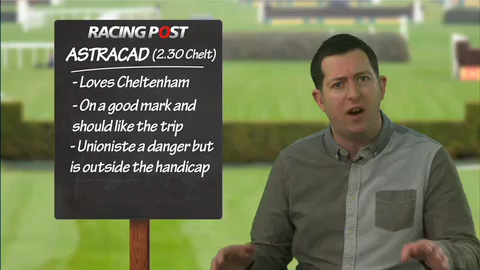 RACING POST
ASTRACAD (2.30 Chelt)
- Loves Cheltenham
- On a good mark and
should like the trip
- Unioniste a danger but
is outside the handicap